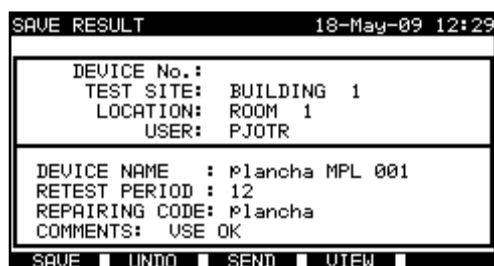 SAVE RESULT 18-May-09 12:29
DEVICE No.:
TEST SITE: BUILDING 1
LOCATION: ROOM 1
USER: PJOTR
DEVICE NAME : plancha MPL 001
RETEST PERIOD : 12
REPAIRING CODE: plancha
COMMENTS: VSE OK
SAVE UNDO SEND VIEW